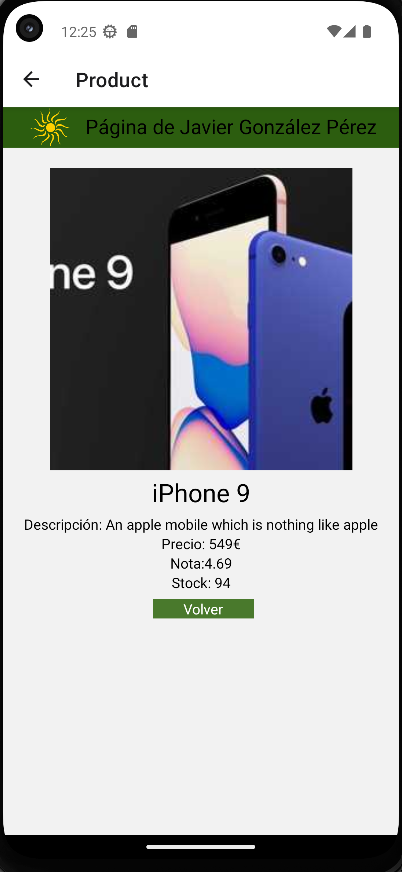 12:25
Product
Página de Javier González Pérez
ne 9
iPhone 9
Descripción: An apple mobile which is nothing like apple
Precio: 549€
Nota:4.69
Stock: 94
Volver